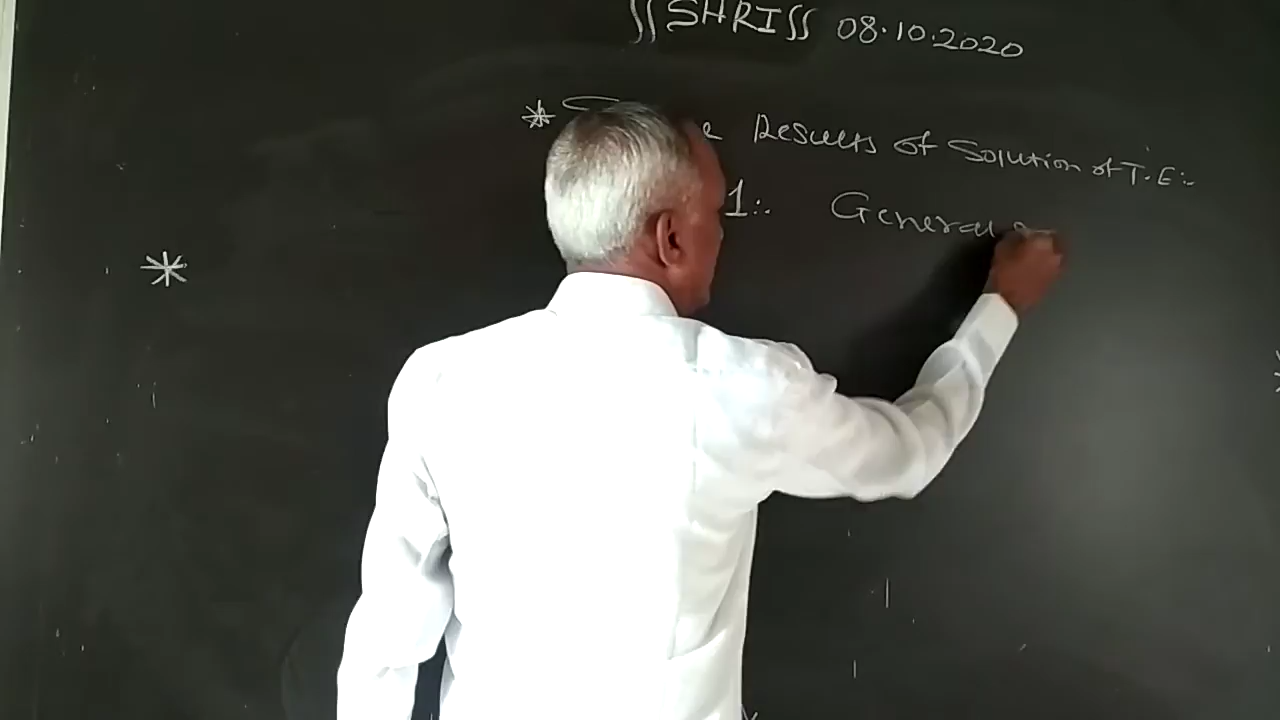 ∬ SHRI ∬ 08.10.2020
* Results of Solution of T.E:-
1:- General
*